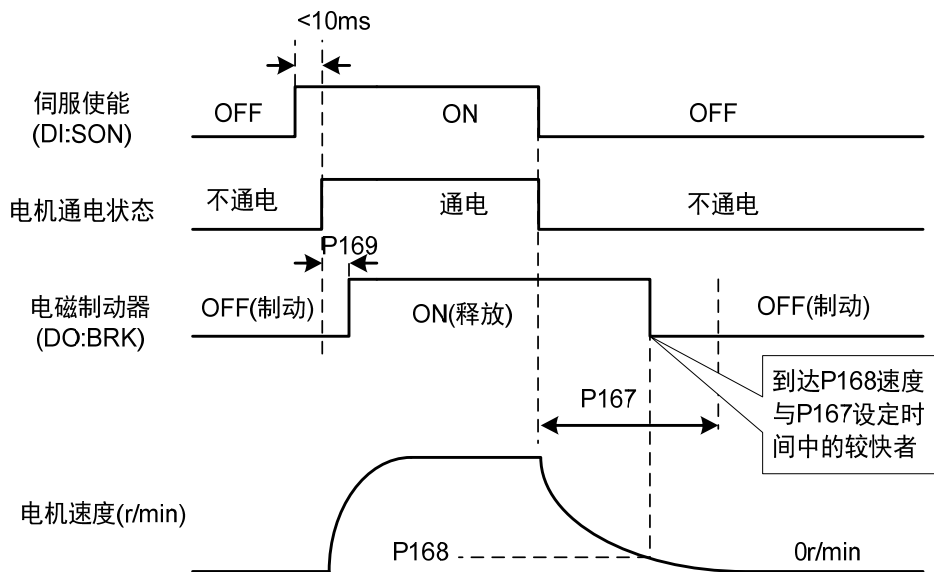 <10ms
伺服使能
(DI:SON)
OFF
ON
OFF
电机通电状态
不通电
通电
不通电
P169
电磁制动器
(DO:BRK)
OFF(制动)
ON(释放)
OFF(制动)
P167
到达P168速度
与P167设定时
间中的较快者
电机速度(r/min)
P168
0r/min